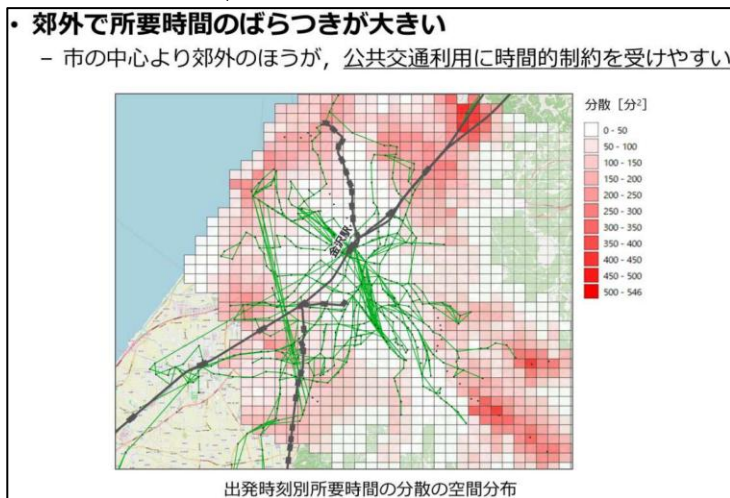 • 郊外で所要時間のばらつきが大きい
– 市の中心より郊外のほうが，公共交通利用に時間的制約を受けやすい
分散 [分²]
0 - 50
50 - 100
100 - 150
150 - 200
200 - 250
250 - 300
300 - 350
350 - 400
400 - 450
450 - 500
500 - 546
金沢駅
出発時刻別所要時間の分散の空間分布